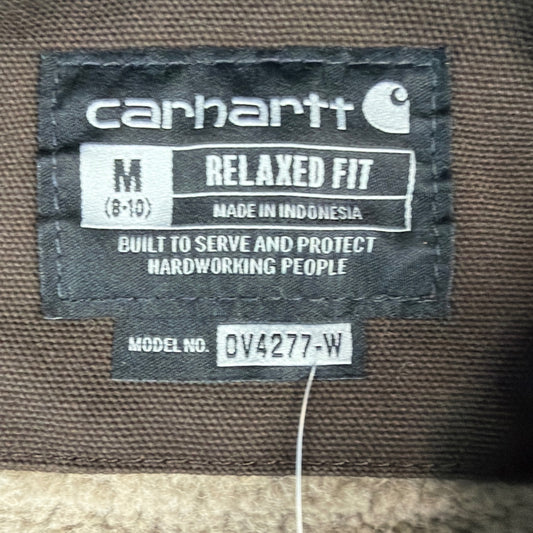 carhartt
M
(8-10)
RELAXED FIT
MADE IN INDONESIA
BUILT TO SERVE AND PROTECT
HARDWORKING PEOPLE
MODEL NO. OV4277-W